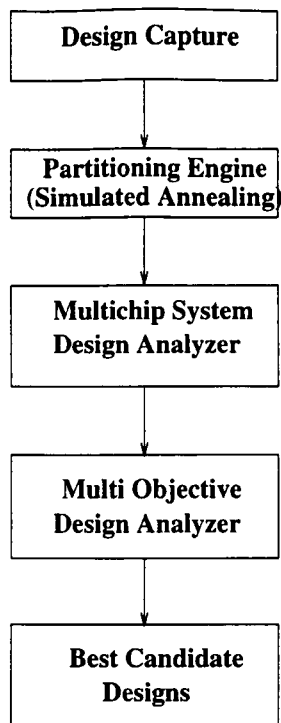 Design Capture
Partitioning Engine
(Simulated Annealing)
Multichip System
Design Analyzer
Multi Objective
Design Analyzer
Best Candidate
Designs